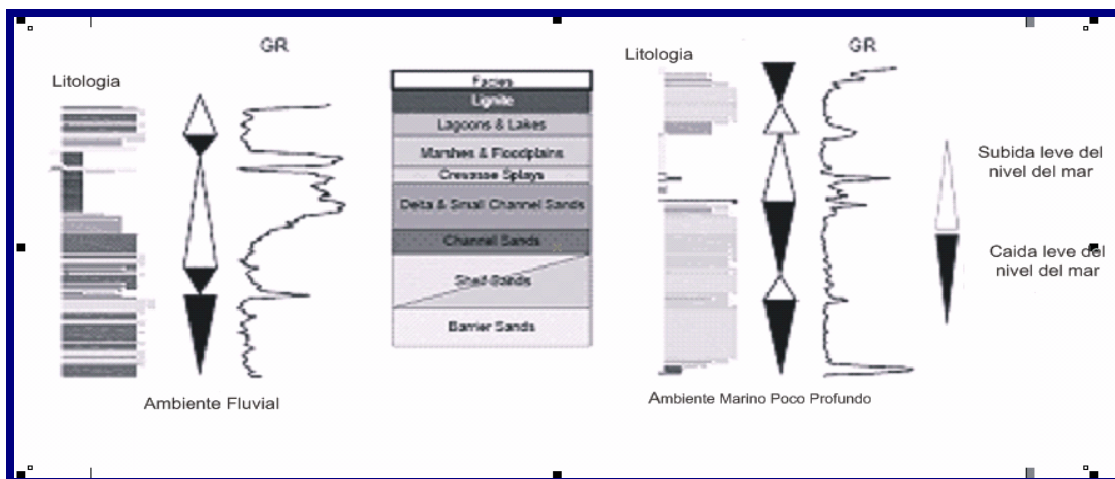 GR
Litologia
Ambiente Fluvial
Facies
Lignite
Lagoons & Lakes
Marshes & Floodplains
Crevasse Splays
Delta & Small Channel Sands
Channel Sands
Shelf Sands
Barrier Sands
Litologia
GR
Ambiente Marino Poco Profundo
Subida leve del
nivel del mar
Caida leve del
nivel del mar